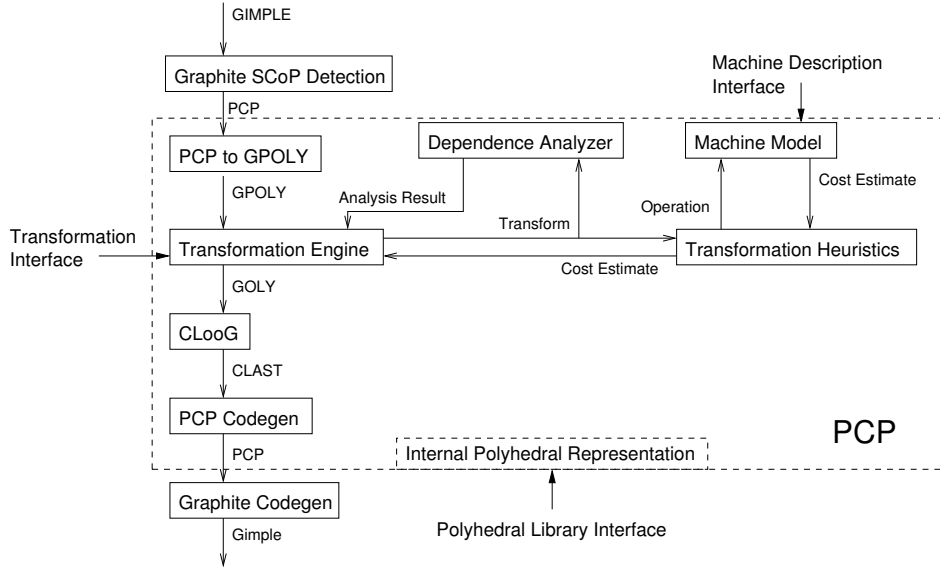 GIMPLE
Graphite SCoP Detection
Machine Description
Interface
PCP
PCP to GPOLY
Dependence Analyzer
Machine Model
GPOLY
Analysis Result
Cost Estimate
Operation
Transform
Transformation
Interface
Transformation Engine
Transformation Heuristics
Cost Estimate
GOLY
CLooG
CLAST
PCP Codegen
PCP
PCP
Internal Polyhedral Representation
Graphite Codegen
Polyhedral Library Interface
Gimple